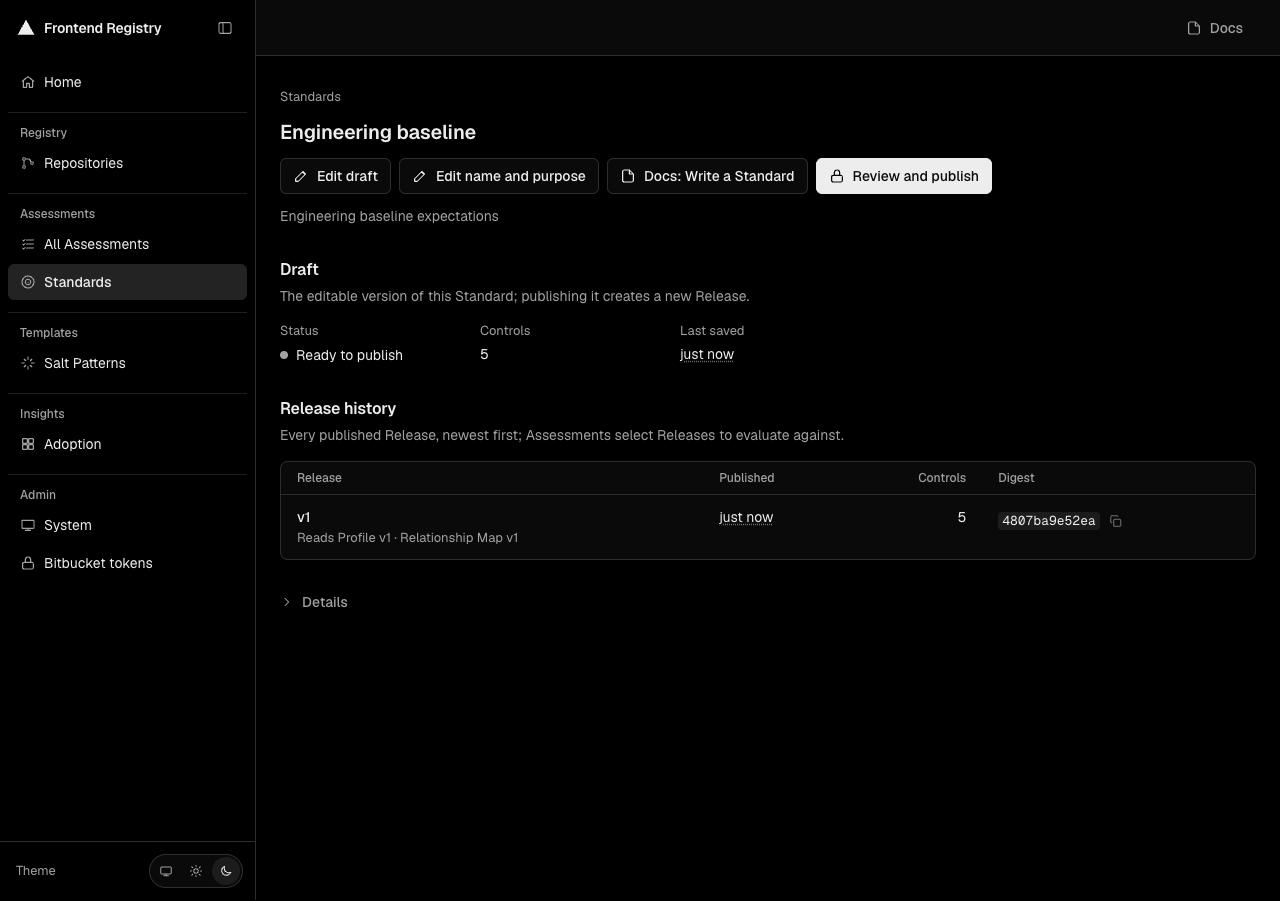 Frontend Registry
Docs
Home
Registry
Repositories
Assessments
All Assessments
Standards
Templates
Salt Patterns
Insights
Adoption
Admin
System
Bitbucket tokens
Theme
Standards
Engineering baseline
Edit draft
Edit name and purpose
Docs: Write a Standard
Review and publish
Engineering baseline expectations
Draft
The editable version of this Standard; publishing it creates a new Release.
Status Controls Last saved
Ready to publish 5 just now
Release history
Every published Release, newest first; Assessments select Releases to evaluate against.
Release Published Controls Digest
v1 just now 5 4807ba9e52ea
Reads Profile v1 · Relationship Map v1
Details